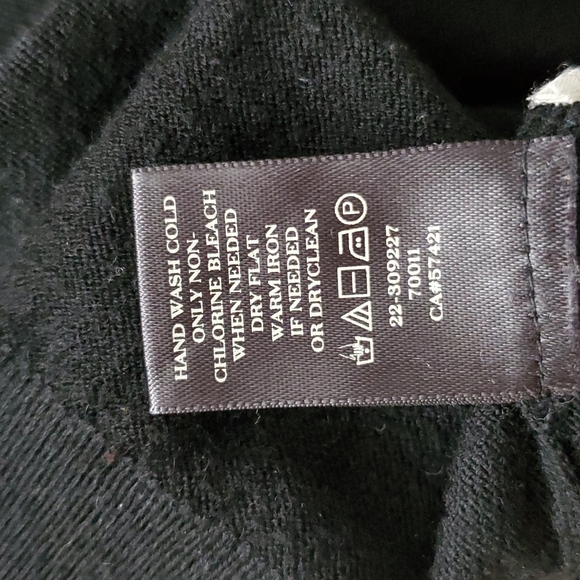 HAND WASH COLD
ONLY NON-
CHLORINE BLEACH
WHEN NEEDED
DRY FLAT
WARM IRON
IF NEEDED
OR DRYCLEAN
P
22-309227
70011
CA#57421